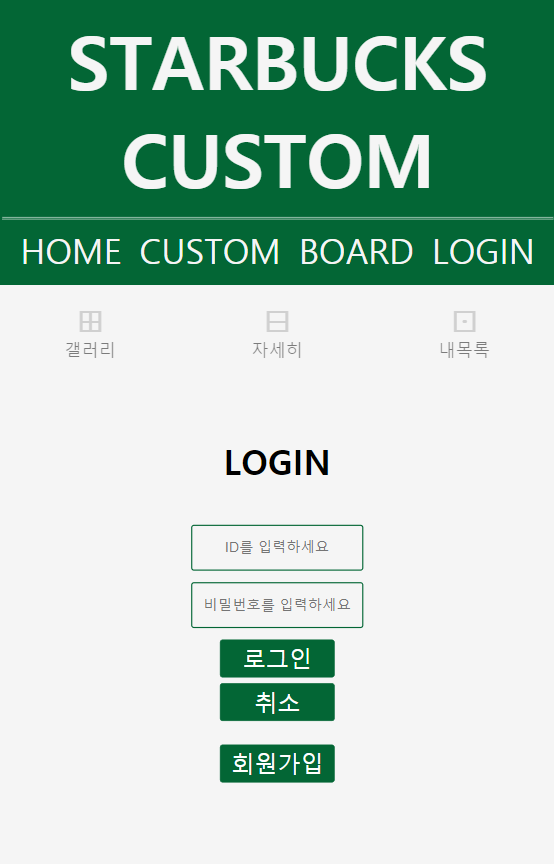 STARBUCKS
CUSTOM
HOME CUSTOM BOARD LOGIN
갤러리 자세히 내목록
LOGIN
ID를 입력하세요
비밀번호를 입력하세요
로그인
취소
회원가입